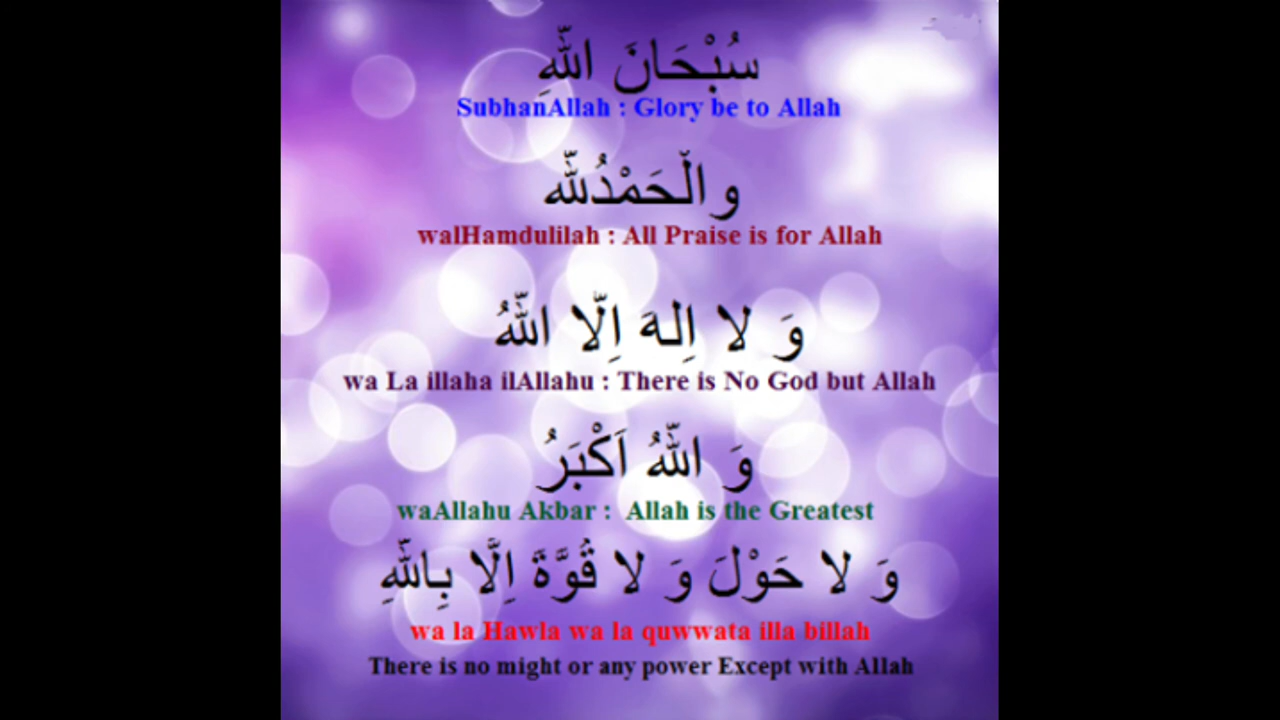 سُبْحَانَ اللّٰهِ
SubhanAllah : Glory be to Allah
والْحَمْدُلِلّٰه
walHamdulilah : All Praise is for Allah
وَ لا اِلهَ اِلَّا اللّٰهُ
wa La illaha ilAllahu : There is No God but Allah
وَ اللّٰهُ اَكْبَرُ
waAllahu Akbar : Allah is the Greatest
وَ لا حَوْلَ وَ لا قُوَّةَ اِلَّا بِاللّٰهِ
wa la Hawla wa la quwwata illa billah
There is no might or any power Except with Allah